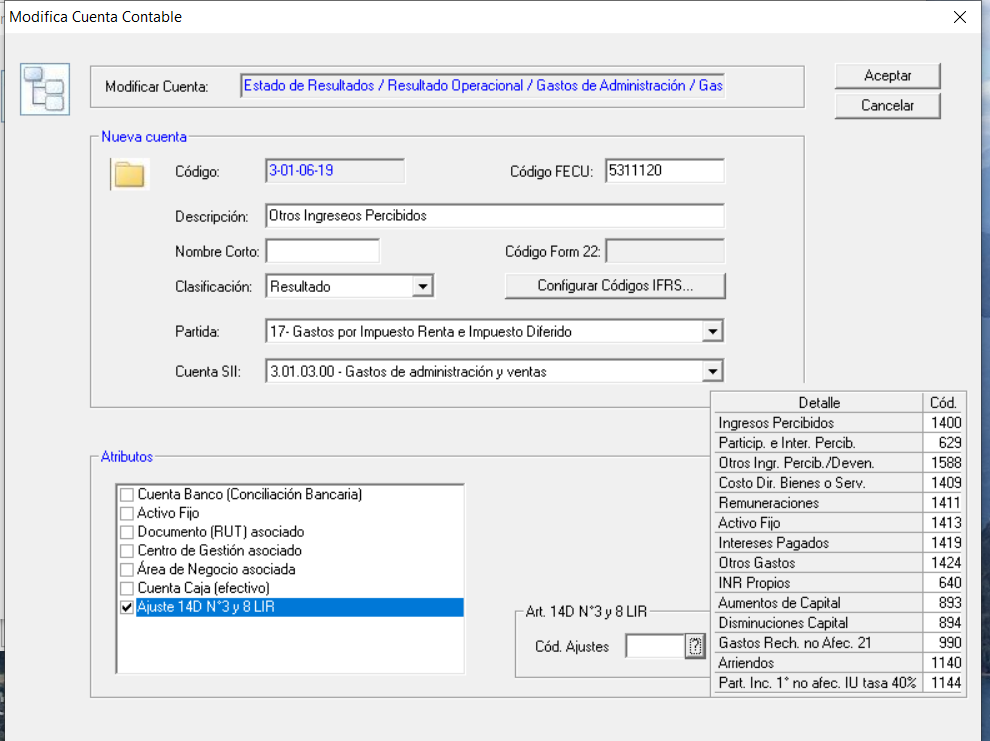 Modifica Cuenta Contable
Modificar Cuenta: Estado de Resultados / Resultado Operacional / Gastos de Administración / Gas
Aceptar
Cancelar
Nueva cuenta
Código: 3-01-06-19 Código FECU: 5311120
Descripción: Otros Ingreseos Percibidos
Nombre Corto: Código Form 22:
Clasificación: Resultado Configurar Códigos IFRS...
Partida: 17- Gastos por Impuesto Renta e Impuesto Diferido
Cuenta SII: 3.01.03.00 - Gastos de administración y ventas
Atributos
Cuenta Banco (Conciliación Bancaria)
Activo Fijo
Documento (RUT) asociado
Centro de Gestión asociado
Área de Negocio asociada
Cuenta Caja (efectivo)
Ajuste 14D N°3 y 8 LIR
Art. 14D N°3 y 8 LIR
Cód. Ajustes ?
Detalle Cód.
Ingresos Percibidos 1400
Particip. e Inter. Percib. 629
Otros Ingr. Percib./Deven. 1588
Costo Dir. Bienes o Serv. 1409
Remuneraciones 1411
Activo Fijo 1413
Intereses Pagados 1419
Otros Gastos 1424
INR Propios 640
Aumentos de Capital 893
Disminuciones Capital 894
Gastos Rech. no Afec. 21 990
Arriendos 1140
Part. Inc. 1° no afec. IU tasa 40% 1144